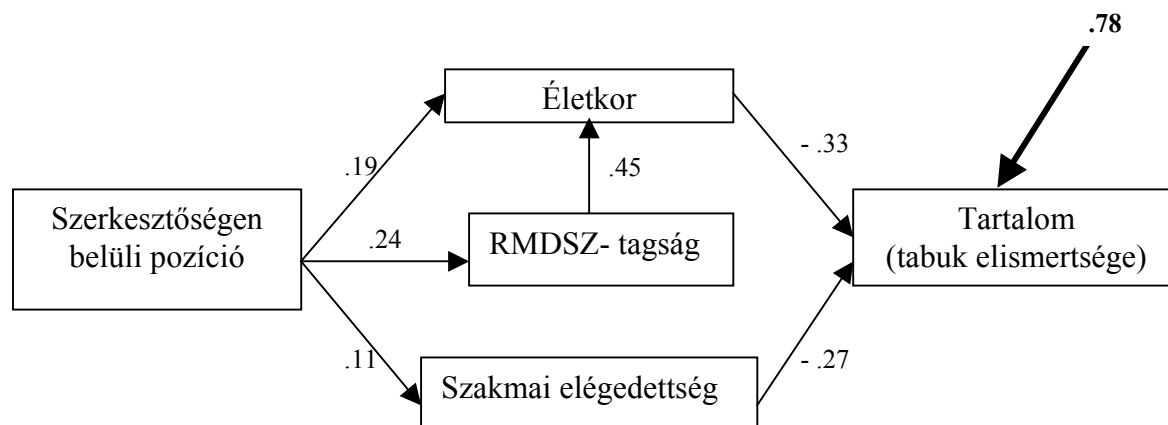 .78
Életkor
- .33
.19
.45
Szerkesztőségen
belüli pozíció
.24
RMDSZ- tagság
Tartalom
(tabuk elismertsége)
.11
- .27
Szakmai elégedettség